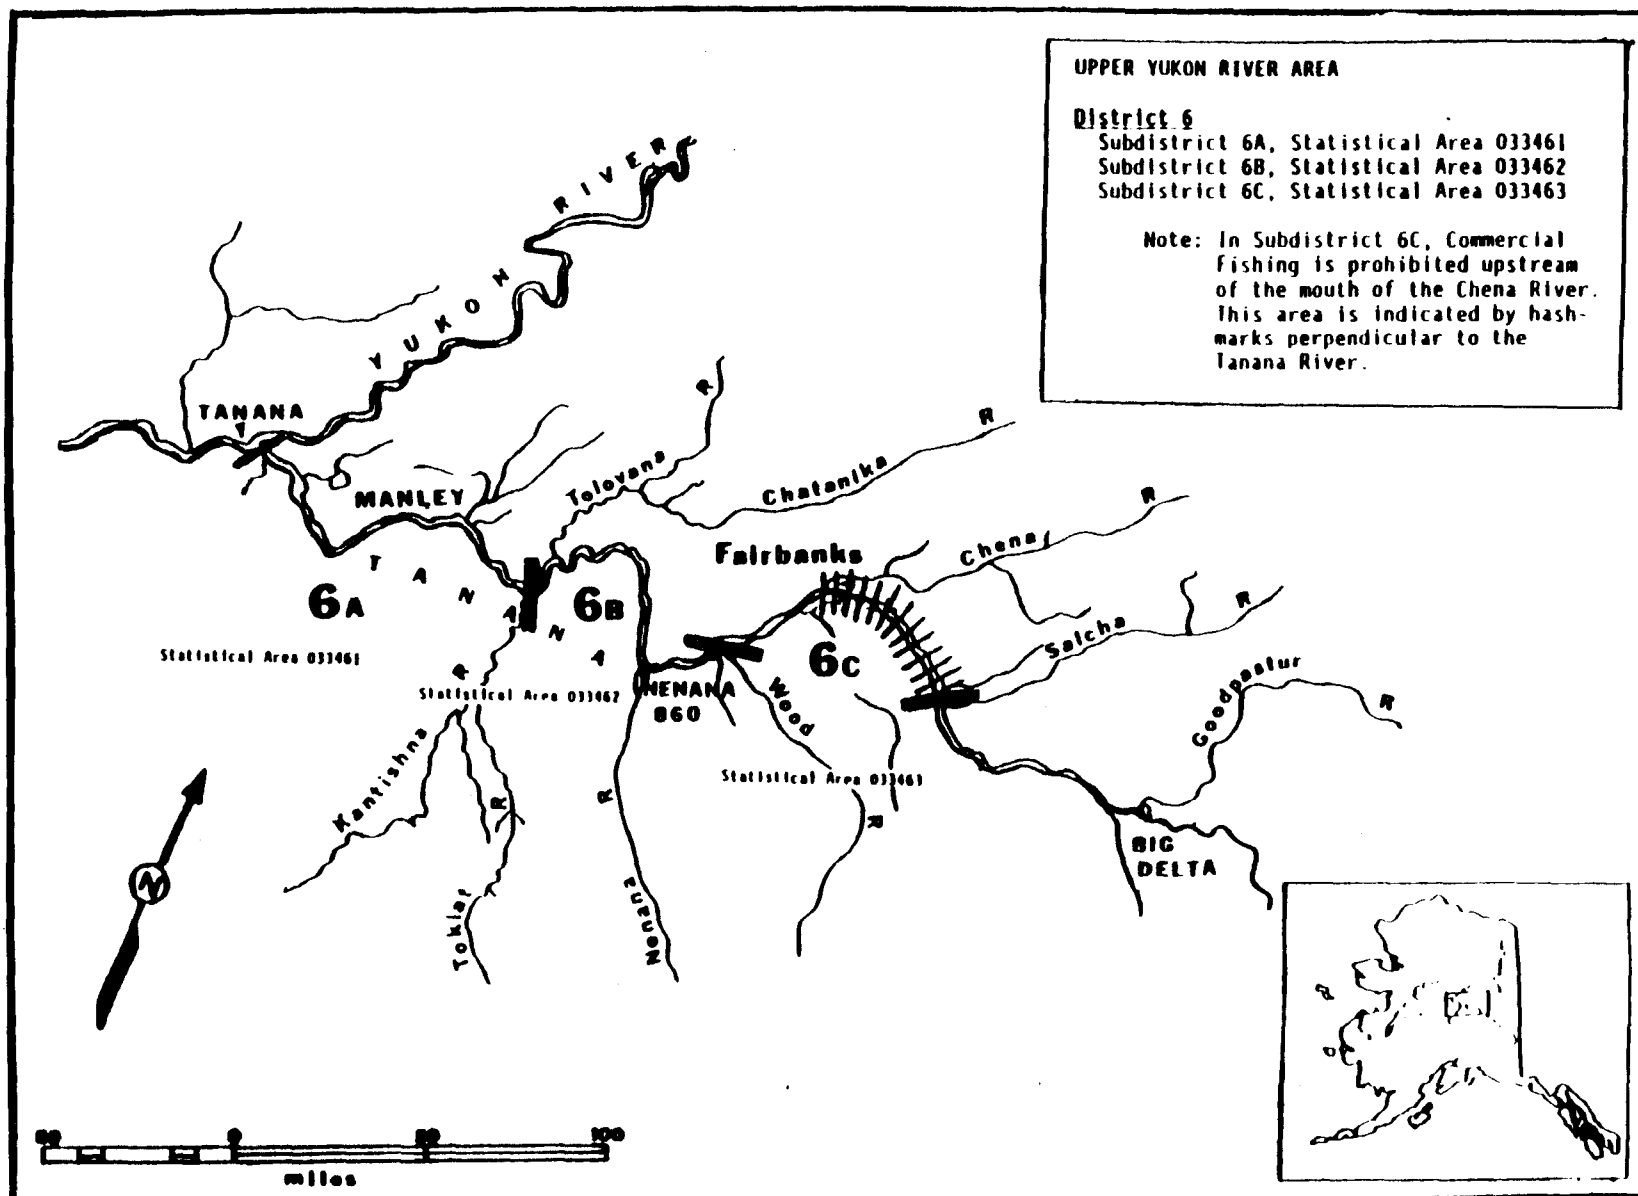 UPPER YUKON RIVER AREA
District 6
Subdistrict 6A, Statistical Area 033461
Subdistrict 6B, Statistical Area 033462
Subdistrict 6C, Statistical Area 033463
Note: In Subdistrict 6C, Commercial
Fishing is prohibited upstream
of the mouth of the Chena River.
This area is indicated by hash-
marks perpendicular to the
Tanana River.
YUKON RIVER
TANANA
MANLEY
Tolovana R
Chatanika R
Fairbanks
Chena R
TANANA
6A
6B
6C
Salcha R
Statistical Area 033461
Statistical Area 033462
NENANA
860
Wood R
Goodpastur R
Statistical Area 033463
Kantishna R
Toklat R
Nenana R
BIG
DELTA
N
0
100
miles